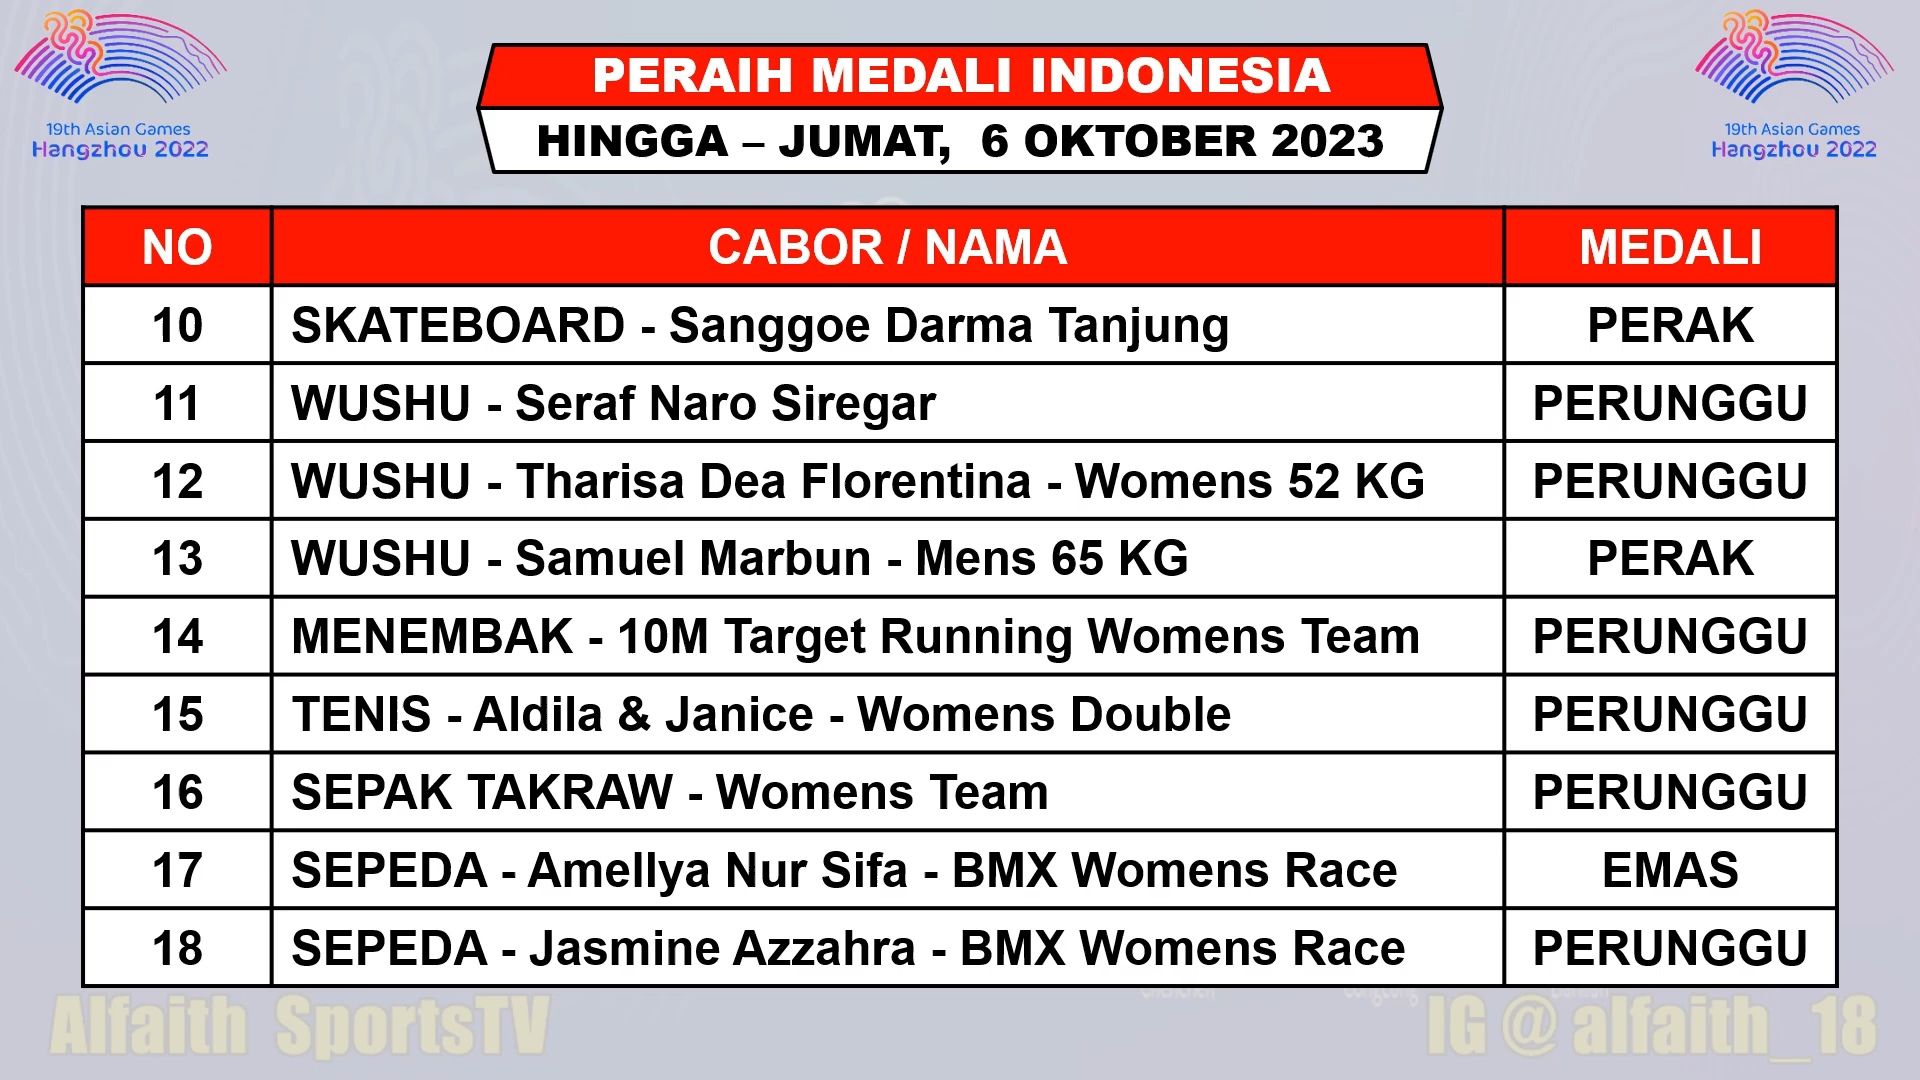 19th Asian Games
Hangzhou 2022
PERAIH MEDALI INDONESIA
HINGGA – JUMAT, 6 OKTOBER 2023
19th Asian Games
Hangzhou 2022
NO CABOR / NAMA MEDALI
10 SKATEBOARD - Sanggoe Darma Tanjung PERAK
11 WUSHU - Seraf Naro Siregar PERUNGGU
12 WUSHU - Tharisa Dea Florentina - Womens 52 KG PERUNGGU
13 WUSHU - Samuel Marbun - Mens 65 KG PERAK
14 MENEMBAK - 10M Target Running Womens Team PERUNGGU
15 TENIS - Aldila & Janice - Womens Double PERUNGGU
16 SEPAK TAKRAW - Womens Team PERUNGGU
17 SEPEDA - Amellya Nur Sifa - BMX Womens Race EMAS
18 SEPEDA - Jasmine Azzahra - BMX Womens Race PERUNGGU
Alfaith SportsTV
IG @ alfaith_18